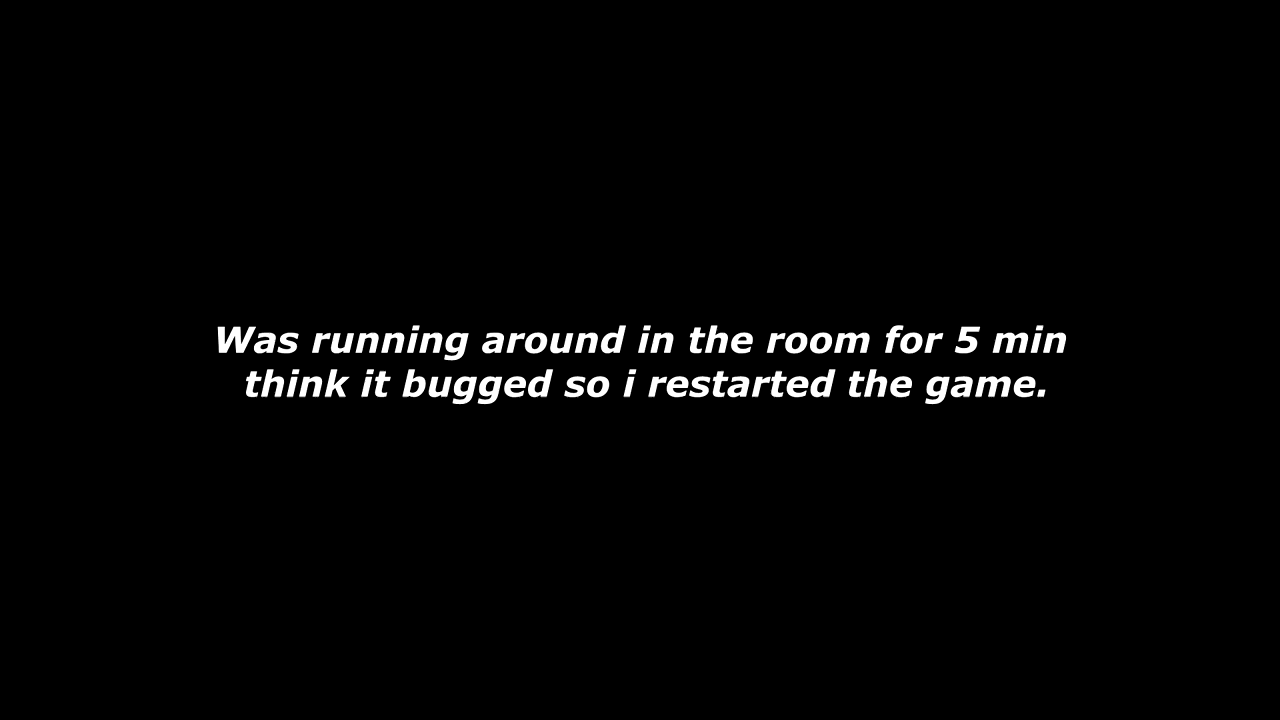 Was running around in the room for 5 min
think it bugged so i restarted the game.